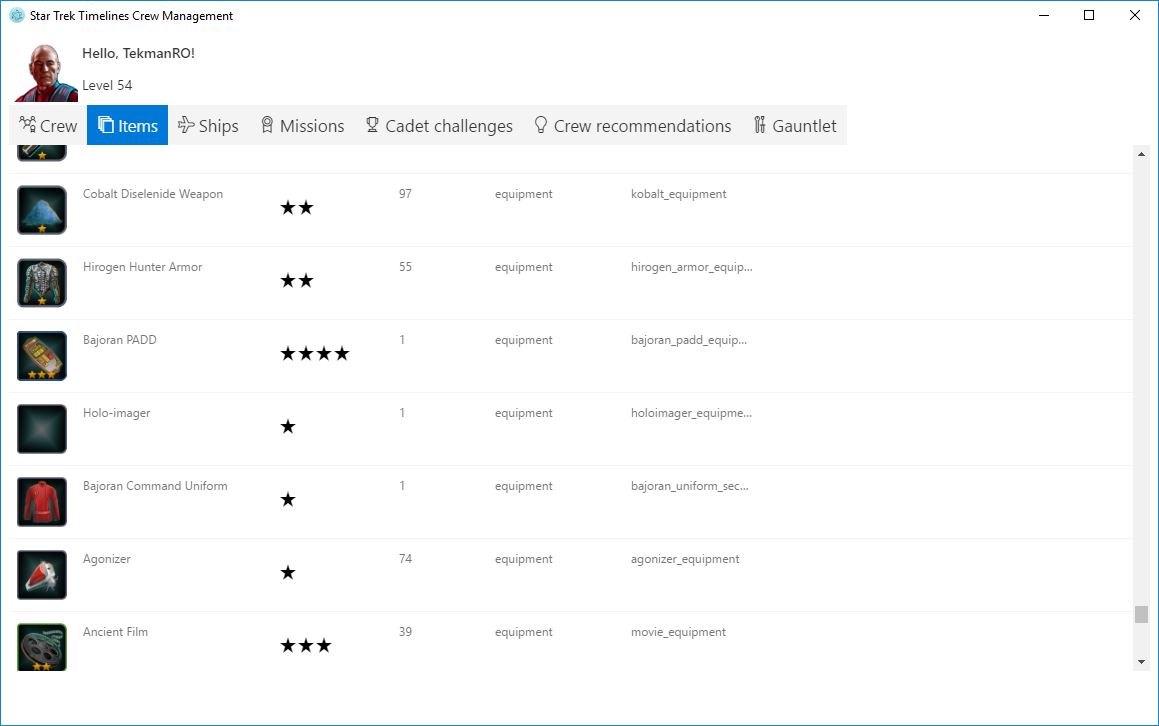 Star Trek Timelines Crew Management
Hello, TekmanRO!
Level 54
Crew Items Ships Missions Cadet challenges Crew recommendations Gauntlet
Cobalt Diselenide Weapon ★★ 97 equipment kobalt_equipment
Hirogen Hunter Armor ★★ 55 equipment hirogen_armor_equip...
Bajoran PADD ★★★★ 1 equipment bajoran_padd_equip...
Holo-imager ★ 1 equipment holoimager_equipme...
Bajoran Command Uniform ★ 1 equipment bajoran_uniform_sec...
Agonizer ★ 74 equipment agonizer_equipment
Ancient Film ★★★ 39 equipment movie_equipment